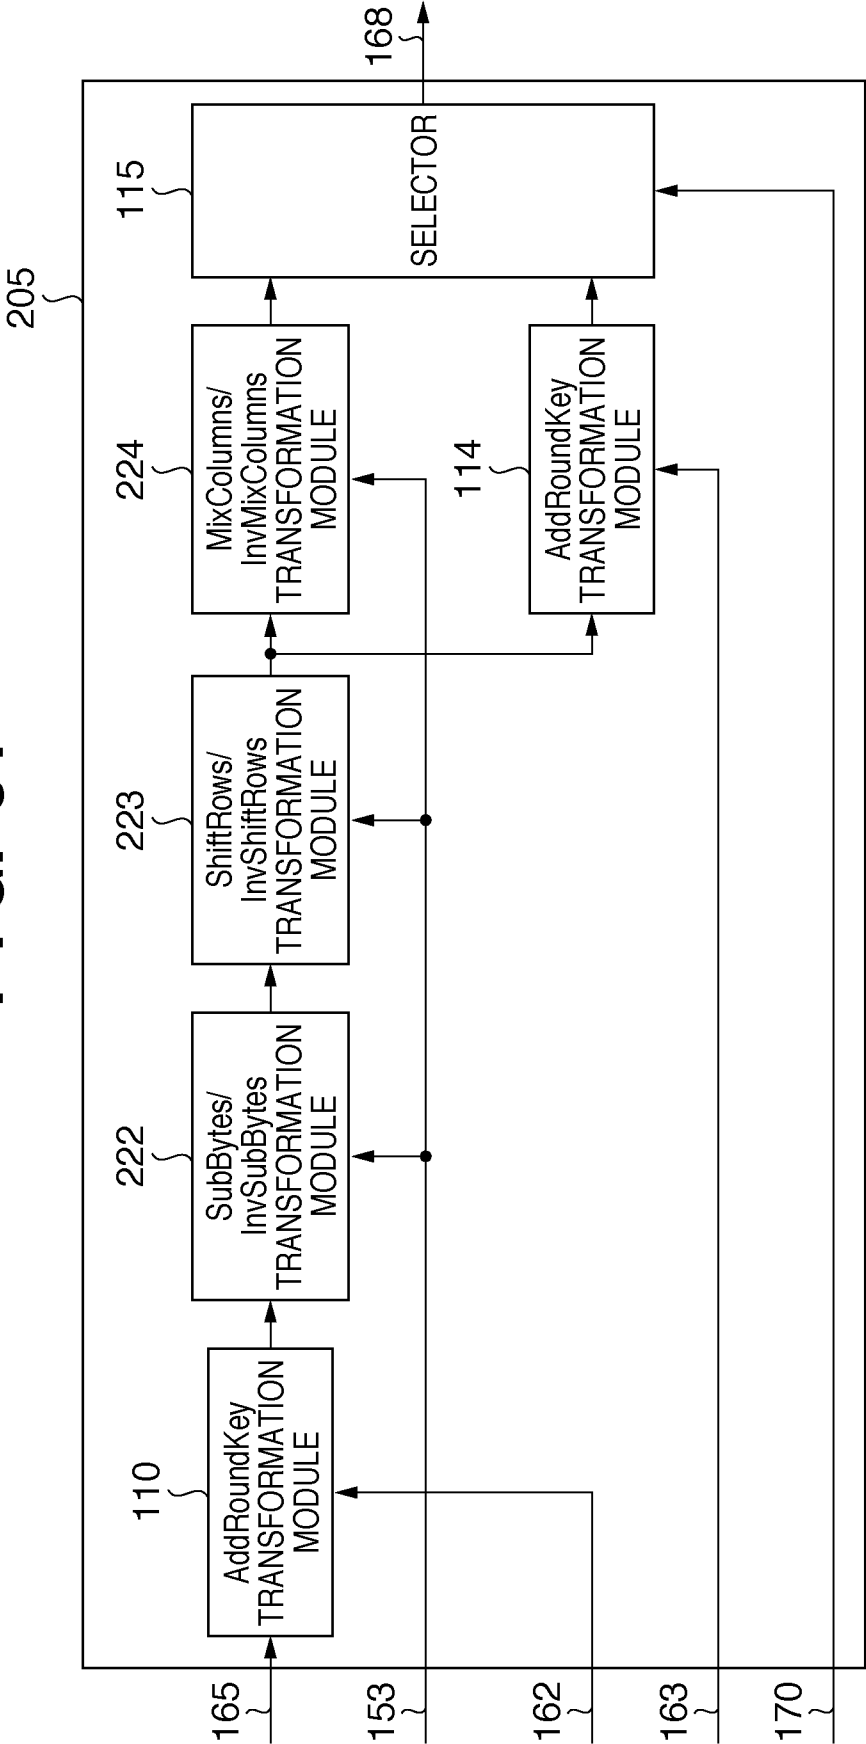 205
110
AddRoundKey
TRANSFORMATION
MODULE
222
SubBytes/
InvSubBytes
TRANSFORMATION
MODULE
223
ShiftRows/
InvShiftRows
TRANSFORMATION
MODULE
224
MixColumns/
InvMixColumns
TRANSFORMATION
MODULE
115
SELECTOR
168
114
AddRoundKey
TRANSFORMATION
MODULE
165
153
162
163
170